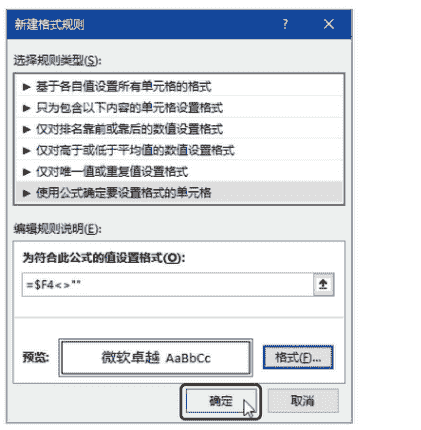 新建格式规则 ? ×
选择规则类型(S):
► 基于各自值设置所有单元格的格式
► 只为包含以下内容的单元格设置格式
► 仅对排名靠前或靠后的数值设置格式
► 仅对高于或低于平均值的数值设置格式
► 仅对唯一值或重复值设置格式
► 使用公式确定要设置格式的单元格
编辑规则说明(E):
为符合此公式的值设置格式(O):
=$F4<>""
预览: 微软卓越 AaBbCc 格式(F)...
确定 取消